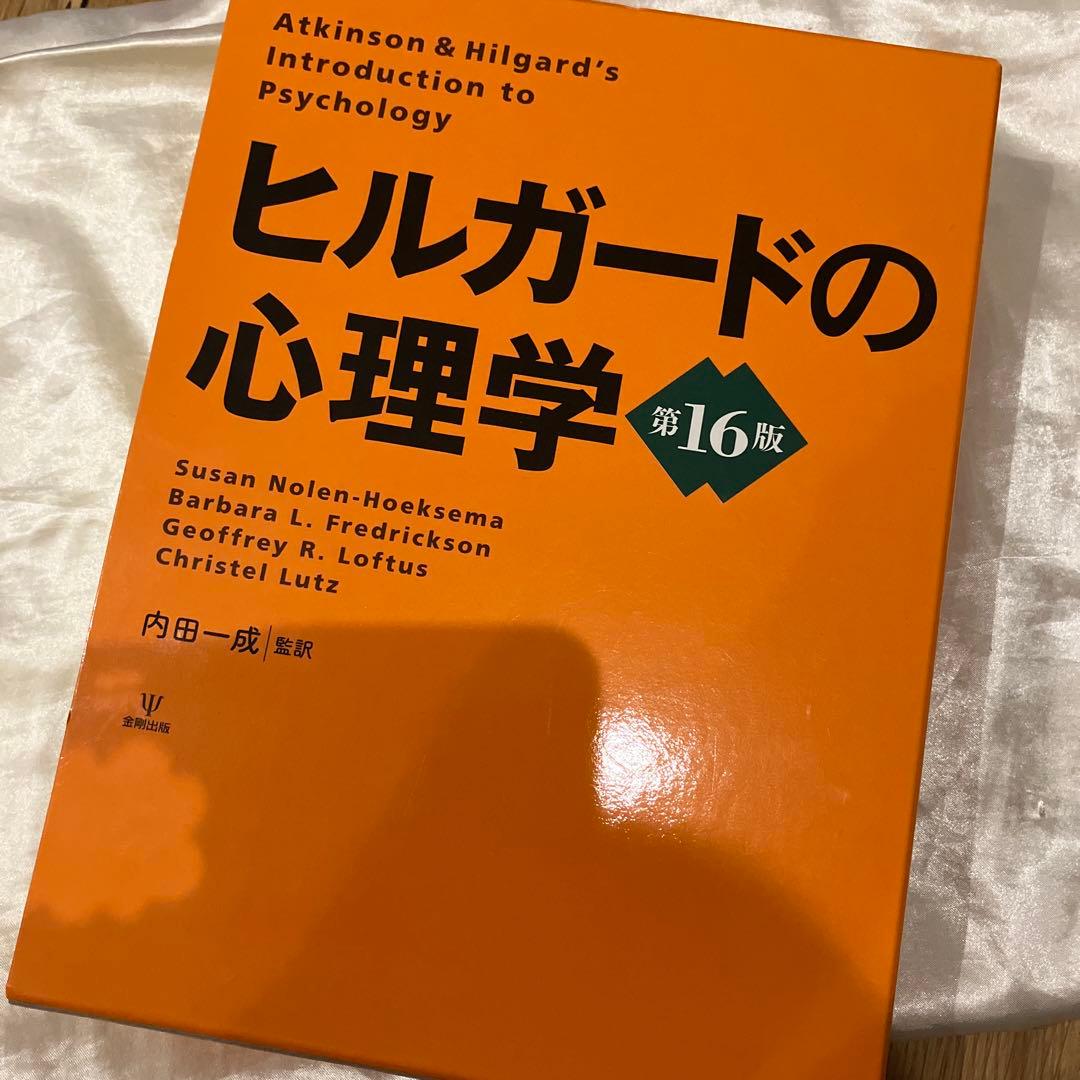 Atkinson & Hilgard's
Introduction to
Psychology
ヒルガードの
心理学
第16版
Susan Nolen-Hoeksema
Barbara L. Fredrickson
Geoffrey R. Loftus
Christel Lutz
内田一成|監訳
Ψ
金剛出版